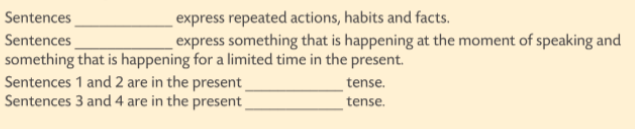 Sentences ____________ express repeated actions, habits and facts.
Sentences ____________ express something that is happening at the moment of speaking and
something that is happening for a limited time in the present.
Sentences 1 and 2 are in the present ____________ tense.
Sentences 3 and 4 are in the present ____________ tense.